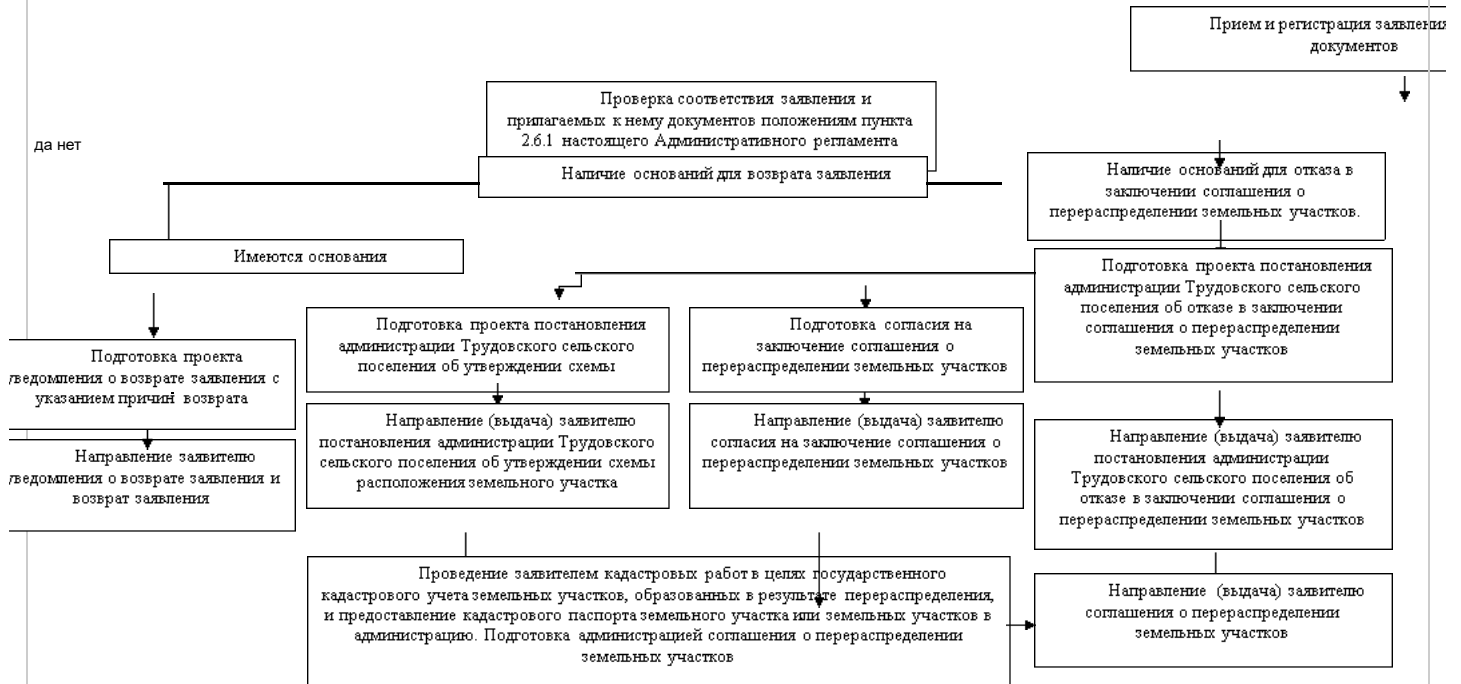 Прием и регистрация заявления
документов
Проверка соответствия заявления и
прилагаемых к нему документов положениям пункта
2.6.1 настоящего Административного регламента
да нет
Наличие оснований для возврата заявления
Наличие оснований для отказа в
заключении соглашения о
перераспределении земельных участков.
Имеются основания
Подготовка проекта постановления
администрации Трудовского сельского
поселения об отказе в заключении
соглашения о перераспределении
земельных участков
Подготовка проекта постановления
администрации Трудовского сельского
поселения об утверждении схемы
Подготовка согласия на
заключение соглашения о
перераспределении земельных участков
Подготовка проекта
уведомления о возврате заявления с
указанием причин возврата
Направление (выдача) заявителю
постановления администрации Трудовского
сельского поселения об утверждении схемы
расположения земельного участка
Направление (выдача) заявителю
согласия на заключение соглашения о
перераспределении земельных участков
Направление (выдача) заявителю
постановления администрации
Трудовского сельского поселения об
отказе в заключении соглашения о
перераспределении земельных участков
Направление заявителю
уведомления о возврате заявления и
возврат заявления
Проведение заявителем кадастровых работ в целях государственного
кадастрового учета земельных участков, образованных в результате перераспределения,
и предоставление кадастрового паспорта земельного участка или земельных участков в
администрацию. Подготовка администрацией соглашения о перераспределении
земельных участков
Направление (выдача) заявителю
соглашения о перераспределении
земельных участков